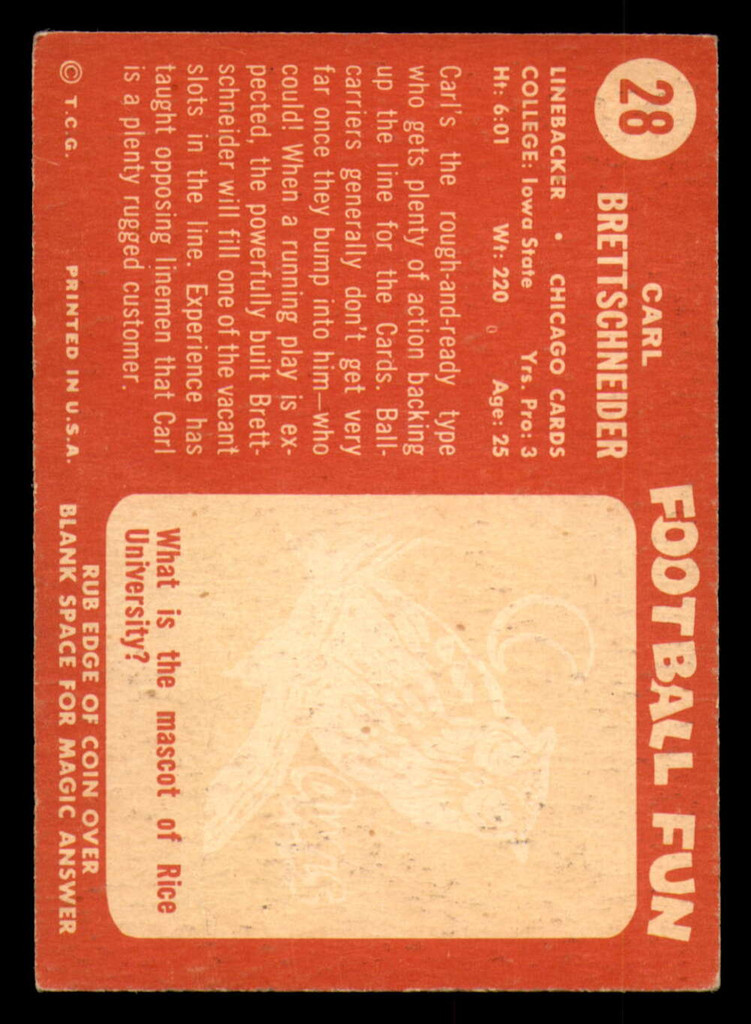 28
CARL
BRETTSCHNEIDER
LINEBACKER • CHICAGO CARDS
COLLEGE: Iowa State Yrs. Pro: 3
Ht: 6:01 Wt: 220 Age: 25
Carl's the rough-and-ready type
who gets plenty of action backing
up the line for the Cards. Ball-
carriers generally don't get very
far once they bump into him—who
could! When a running play is ex-
pected, the powerfully built Brett-
schneider will fill one of the vacant
slots in the line. Experience has
taught opposing linemen that Carl
is a plenty rugged customer.
© T.C.G. PRINTED IN U.S.A.
FOOTBALL FUN
What is the mascot of Rice
University?
RUB EDGE OF COIN OVER
BLANK SPACE FOR MAGIC ANSWER